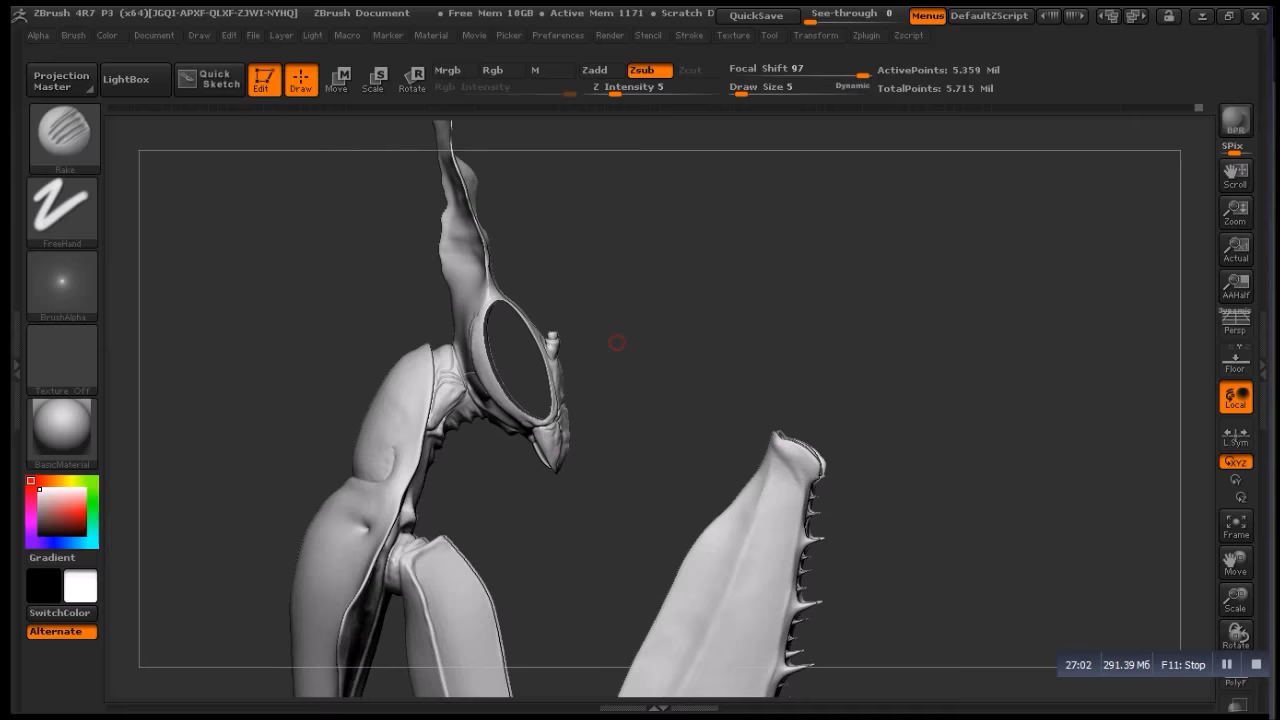 ZBrush 4R7 P3 (x64)[JGQI-APXF-QLXF-ZJWI-NYHQ] ZBrush Document • Free Mem 10GB • Active Mem 1171 • Scratch D QuickSave See-through 0 Menus DefaultZScript
Alpha Brush Color Document Draw Edit File Layer Light Macro Marker Material Movie Picker Preferences Render Stencil Stroke Texture Tool Transform Zplugin Zscript
Projection Master
LightBox
Quick Sketch
Edit
Draw
Move
Scale
Rotate
Mrgb Rgb M
Rgb Intensity
Zadd Zsub Zcut
Z Intensity 5
Focal Shift 97
Draw Size 5 Dynamic
ActivePoints: 5.359 Mil
TotalPoints: 5.715 Mil
Rake
FreeHand
BrushAlpha
Texture Off
BasicMaterial
Gradient
SwitchColor
Alternate
BPR
SPix
Scroll
Zoom
Actual
AAHalf
Dynamic
Persp
Floor
Local
L.Sym
XYZ
Frame
Move
Scale
Rotate
PolyF
27:02 291.39 Мб F11: Stop